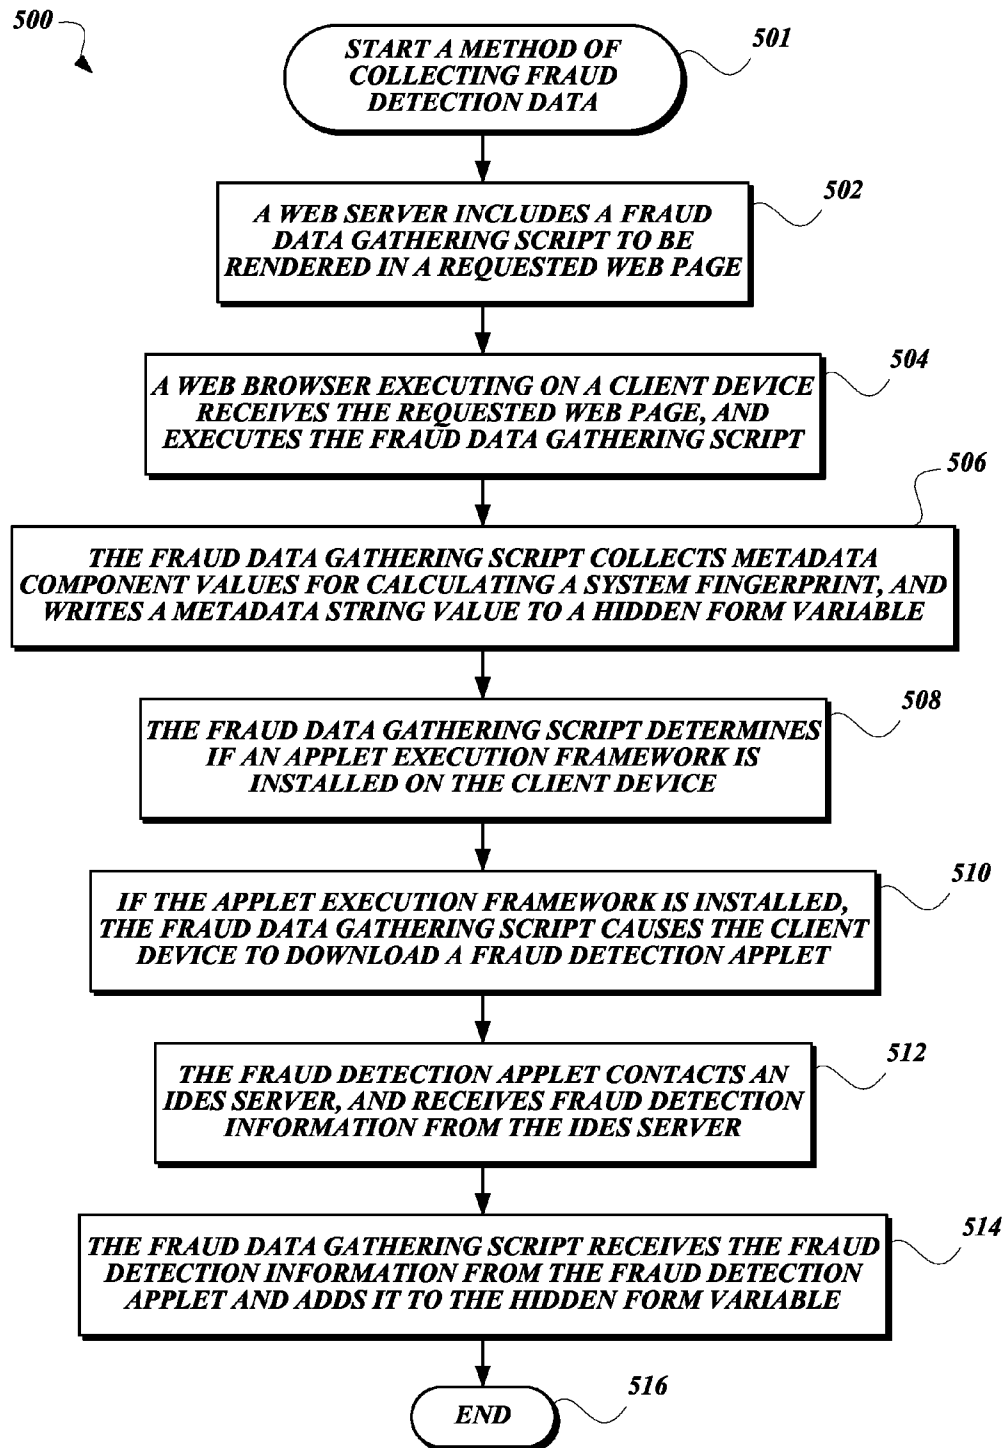 500
START A METHOD OF
COLLECTING FRAUD
DETECTION DATA
501
A WEB SERVER INCLUDES A FRAUD
DATA GATHERING SCRIPT TO BE
RENDERED IN A REQUESTED WEB PAGE
502
A WEB BROWSER EXECUTING ON A CLIENT DEVICE
RECEIVES THE REQUESTED WEB PAGE, AND
EXECUTES THE FRAUD DATA GATHERING SCRIPT
504
THE FRAUD DATA GATHERING SCRIPT COLLECTS METADATA
COMPONENT VALUES FOR CALCULATING A SYSTEM FINGERPRINT, AND
WRITES A METADATA STRING VALUE TO A HIDDEN FORM VARIABLE
506
THE FRAUD DATA GATHERING SCRIPT DETERMINES
IF AN APPLET EXECUTION FRAMEWORK IS
INSTALLED ON THE CLIENT DEVICE
508
IF THE APPLET EXECUTION FRAMEWORK IS INSTALLED,
THE FRAUD DATA GATHERING SCRIPT CAUSES THE CLIENT
DEVICE TO DOWNLOAD A FRAUD DETECTION APPLET
510
THE FRAUD DETECTION APPLET CONTACTS AN
IDES SERVER, AND RECEIVES FRAUD DETECTION
INFORMATION FROM THE IDES SERVER
512
THE FRAUD DATA GATHERING SCRIPT RECEIVES THE FRAUD
DETECTION INFORMATION FROM THE FRAUD DETECTION
APPLET AND ADDS IT TO THE HIDDEN FORM VARIABLE
514
END
516